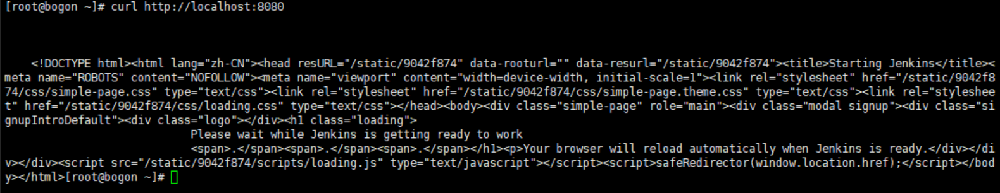 [root@bogon ~]# curl http://localhost:8080
<!DOCTYPE html><html lang="zh-CN"><head resURL="/static/9042f874" data-rooturl="" data-resurl="/static/9042f874"><title>Starting Jenkins</title><
meta name="ROBOTS" content="NOFOLLOW"><meta name="viewport" content="width=device-width, initial-scale=1"><link rel="stylesheet" href="/static/9042f8
74/css/simple-page.css" type="text/css"><link rel="stylesheet" href="/static/9042f874/css/simple-page.theme.css" type="text/css"><link rel="styleshee
t" href="/static/9042f874/css/loading.css" type="text/css"></head><body><div class="simple-page" role="main"><div class="modal signup"><div class="si
gnupIntroDefault"><div class="logo"></div><h1 class="loading">
Please wait while Jenkins is getting ready to work
<span>.</span><span>.</span><span>.</span></h1><p>Your browser will reload automatically when Jenkins is ready.</div></di
v></div><script src="/static/9042f874/scripts/loading.js" type="text/javascript"></script><script>safeRedirector(window.location.href);</script></bod
y></html>[root@bogon ~]#